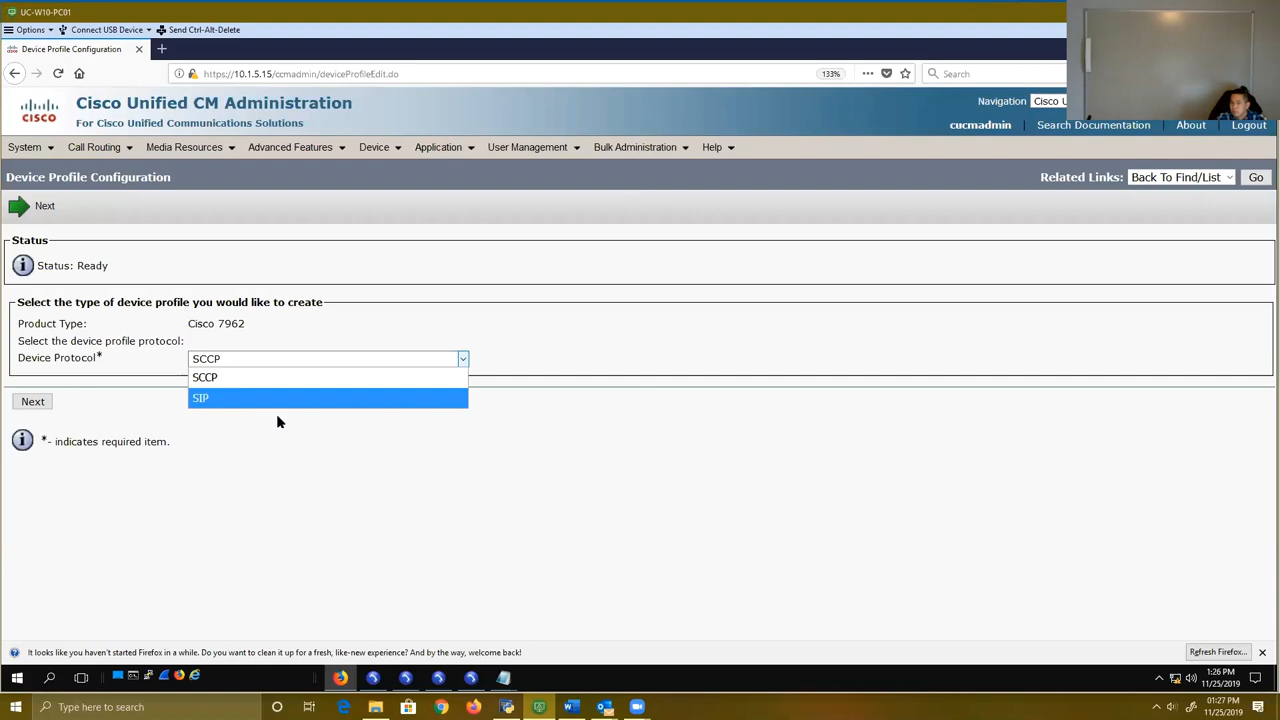 UC-W10-PC01
Options Connect USB Device Send Ctrl-Alt-Delete
Device Profile Configuration
https://10.1.5.15/ccmadmin/deviceProfileEdit.do 133% Search
CISCO
Cisco Unified CM Administration
For Cisco Unified Communications Solutions
Navigation Cisco U
cucmadmin Search Documentation About Logout
System Call Routing Media Resources Advanced Features Device Application User Management Bulk Administration Help
Device Profile Configuration Related Links: Back To Find/List Go
Next
Status
Status: Ready
Select the type of device profile you would like to create
Product Type: Cisco 7962
Select the device profile protocol:
Device Protocol* SCCP
SCCP
SIP
Next
*- indicates required item.
It looks like you haven't started Firefox in a while. Do you want to clean it up for a fresh, like-new experience? And by the way, welcome back! Refresh Firefox...
1:26 PM
11/25/2019
Type here to search
01:27 PM
11/25/2019